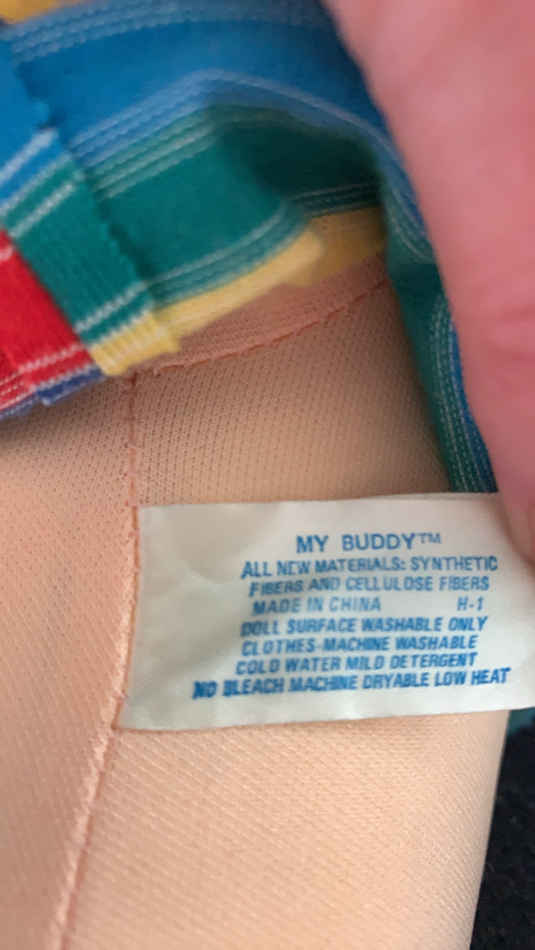 MY BUDDY™
ALL NEW MATERIALS: SYNTHETIC
FIBERS AND CELLULOSE FIBERS
MADE IN CHINA H-1
DOLL SURFACE WASHABLE ONLY
CLOTHES-MACHINE WASHABLE
COLD WATER MILD DETERGENT
NO BLEACH MACHINE DRYABLE LOW HEAT